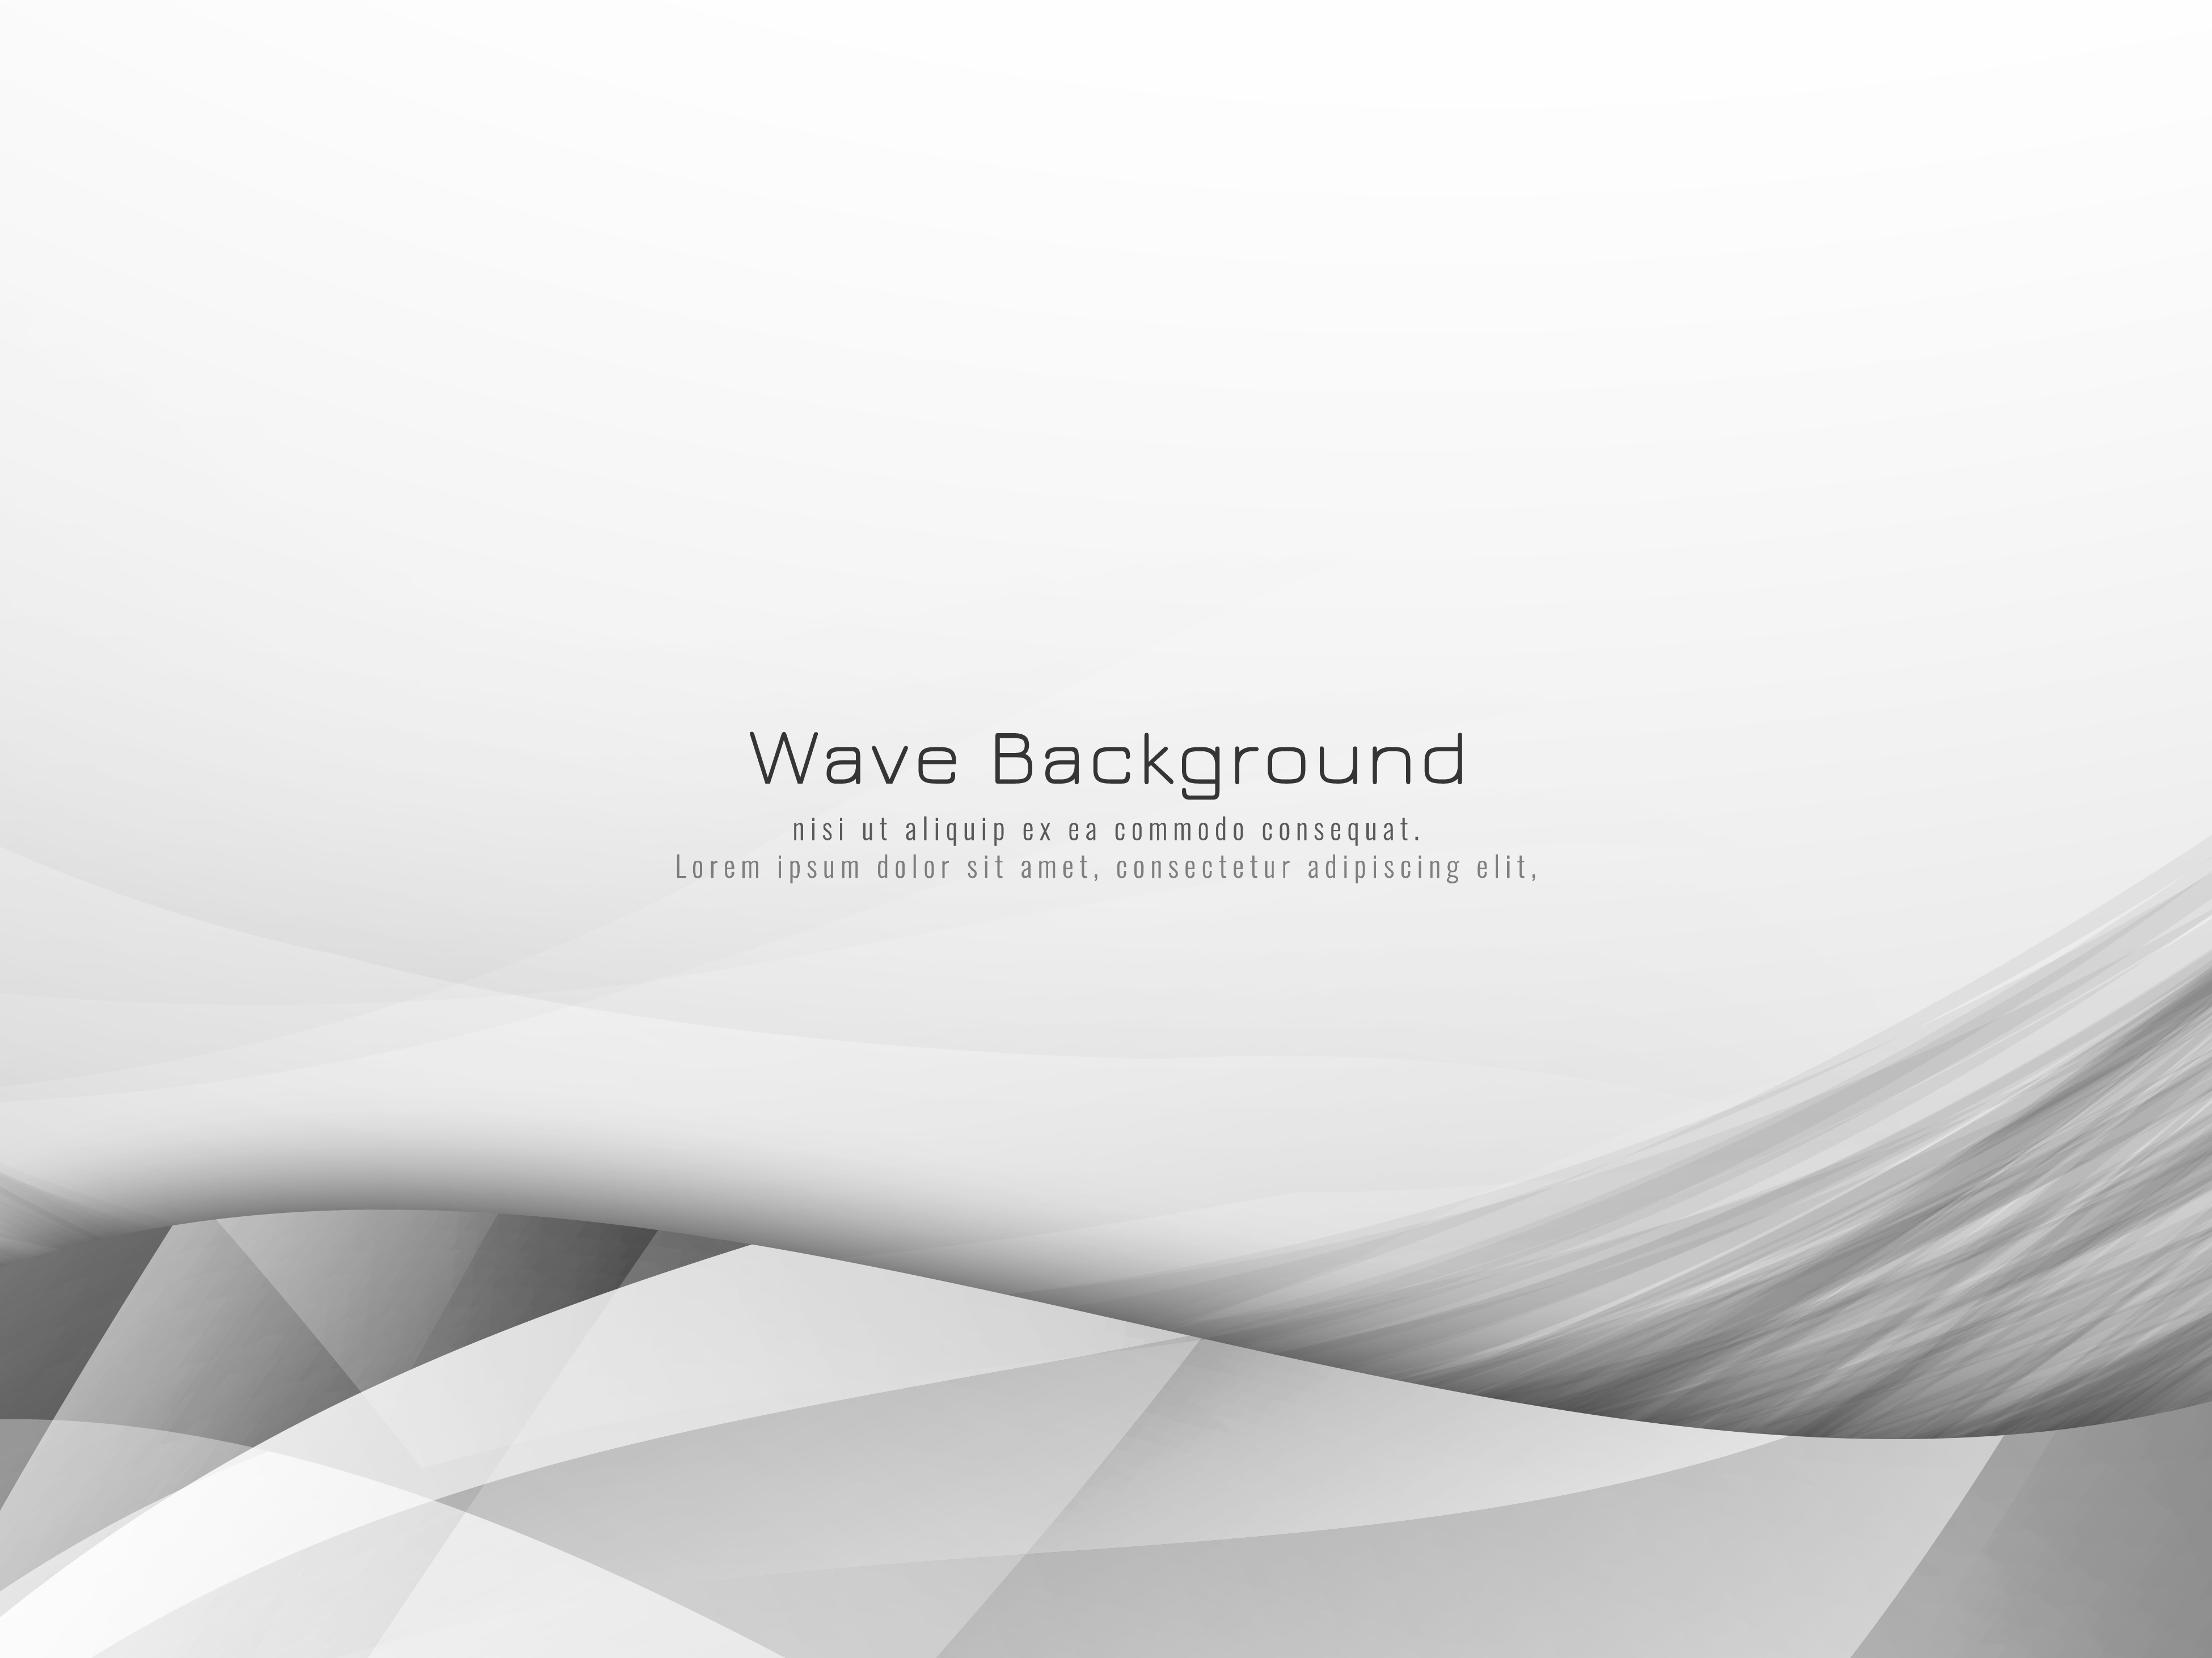 Wave Background
nisi ut aliquip ex ea commodo consequat.
Lorem ipsum dolor sit amet, consectetur adipiscing elit,